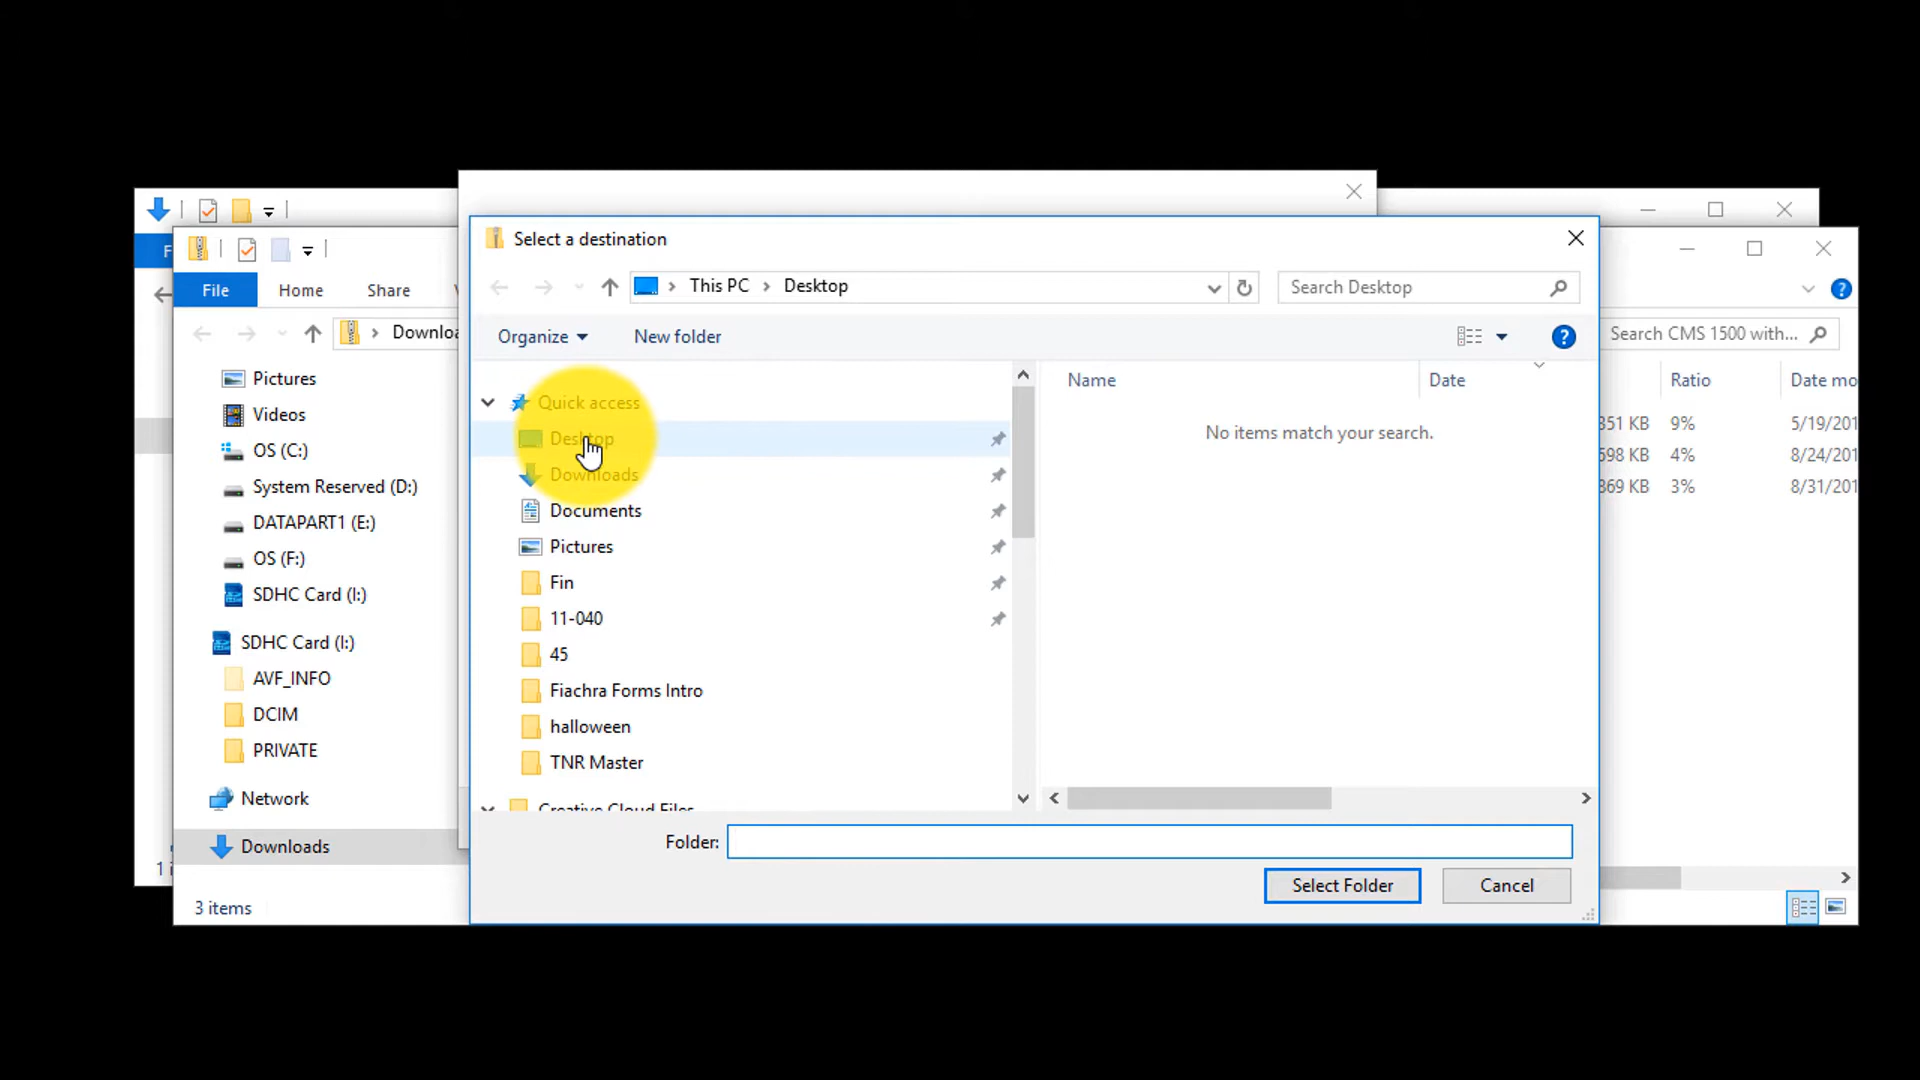 Select a destination
This PC > Desktop
Search Desktop
Organize
New folder
Quick access
Desktop
Downloads
Documents
Pictures
Fin
11-040
45
Fiachra Forms Intro
halloween
TNR Master
Creative Cloud Files
Name
Date
No items match your search.
Folder:
Select Folder
Cancel
File
Home
Share
Pictures
Videos
OS (C:)
System Reserved (D:)
DATAPART1 (E:)
OS (F:)
SDHC Card (I:)
SDHC Card (I:)
AVF_INFO
DCIM
PRIVATE
Network
Downloads
3 items
Search CMS 1500 with...
Ratio
Date mo
351 KB 9% 5/19/201
598 KB 4% 8/24/201
369 KB 3% 8/31/201